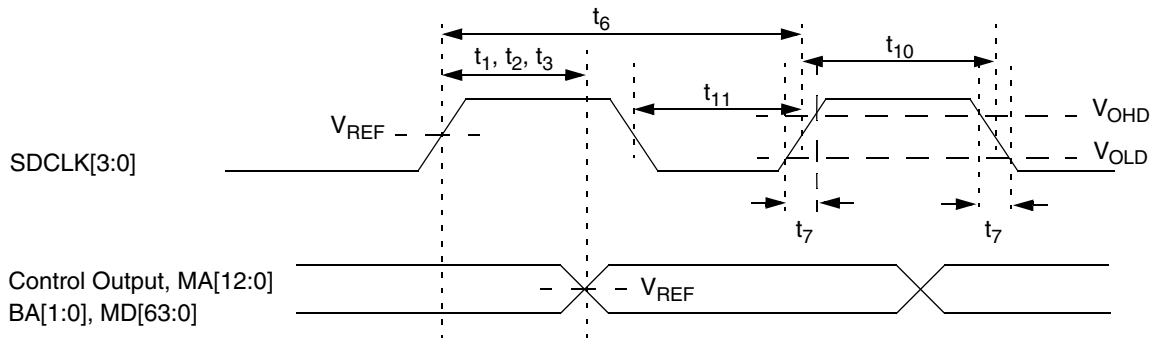 t6
t1, t2, t3
t10
t11
VREF
VOHD
VOLD
SDCLK[3:0]
t7
t7
Control Output, MA[12:0]
BA[1:0], MD[63:0]
VREF